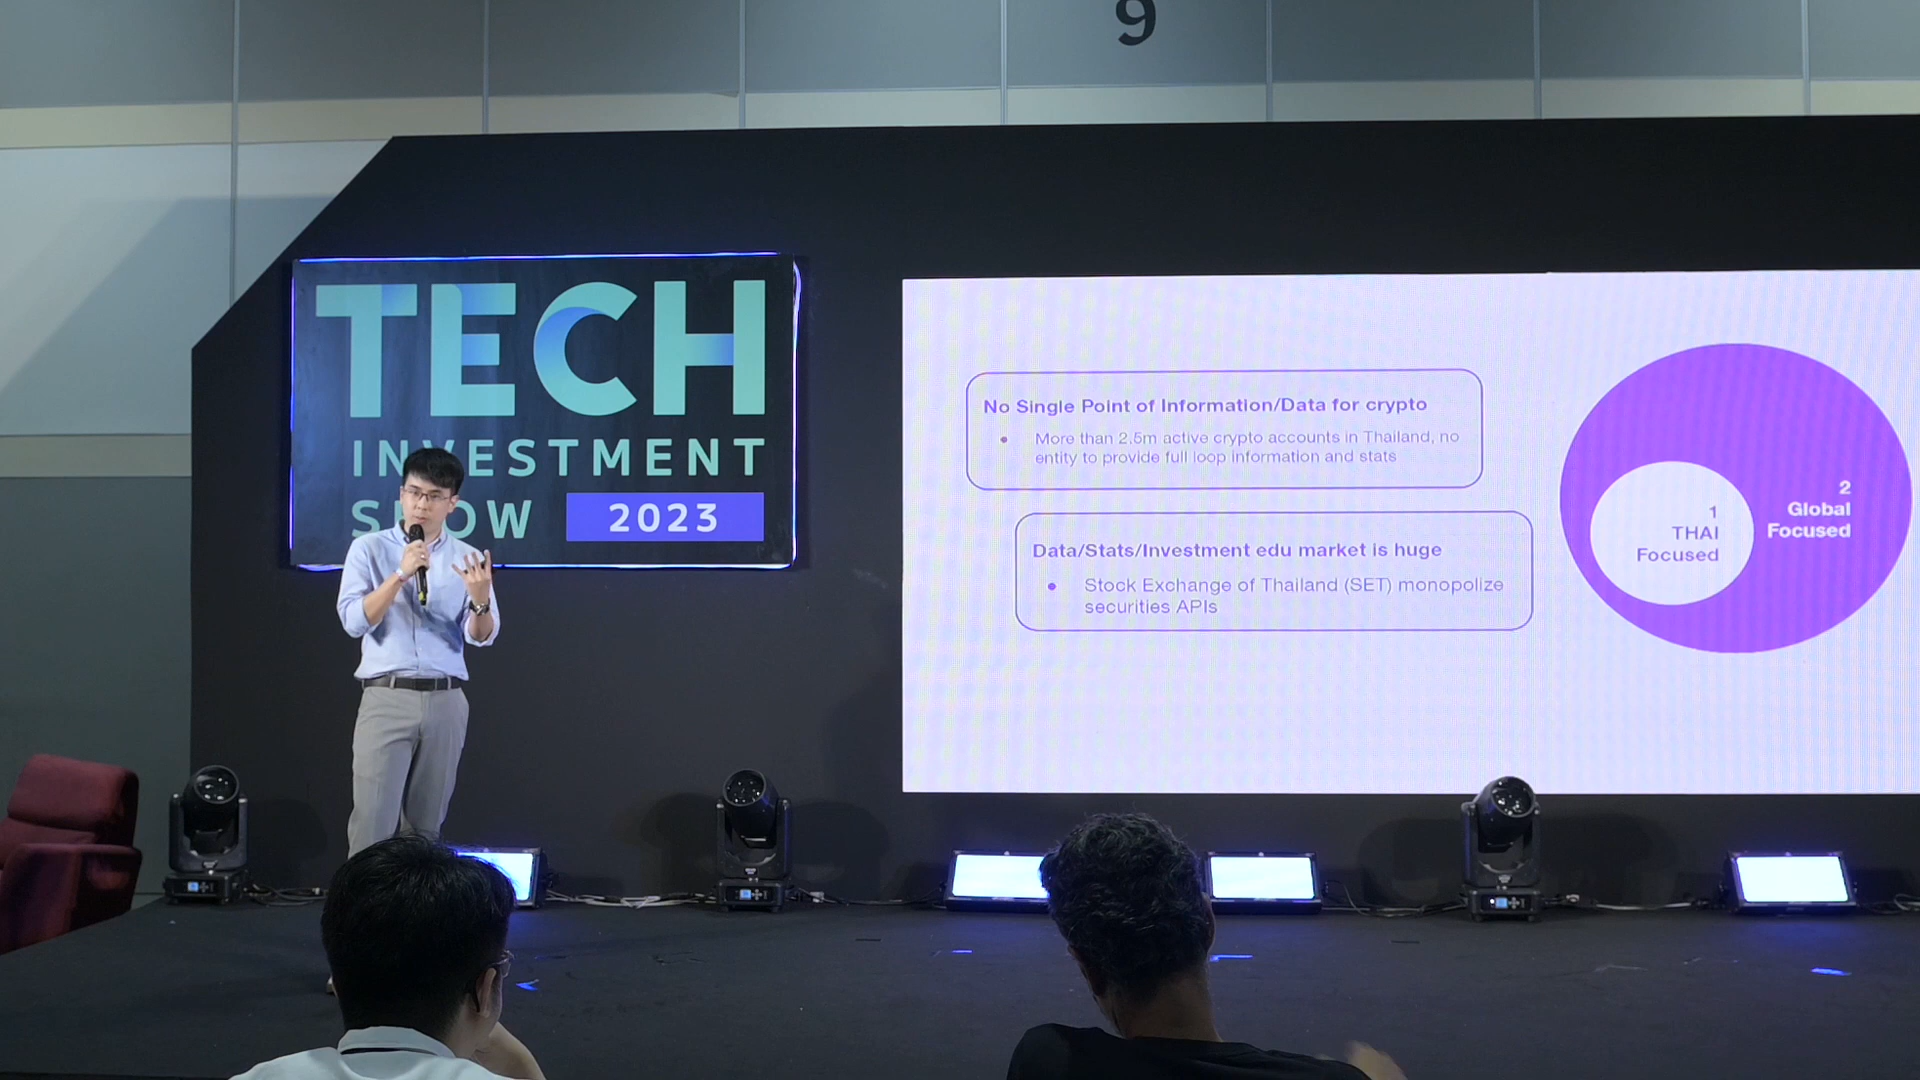 9
TECH
INVESTMENT
SHOW 2023
No Single Point of Information/Data for crypto
• More than 2.5m active crypto accounts in Thailand, no
entity to provide full loop information and stats
Data/Stats/Investment edu market is huge
• Stock Exchange of Thailand (SET) monopolize
securities APIs
1
THAI
Focused
2
Global
Focused